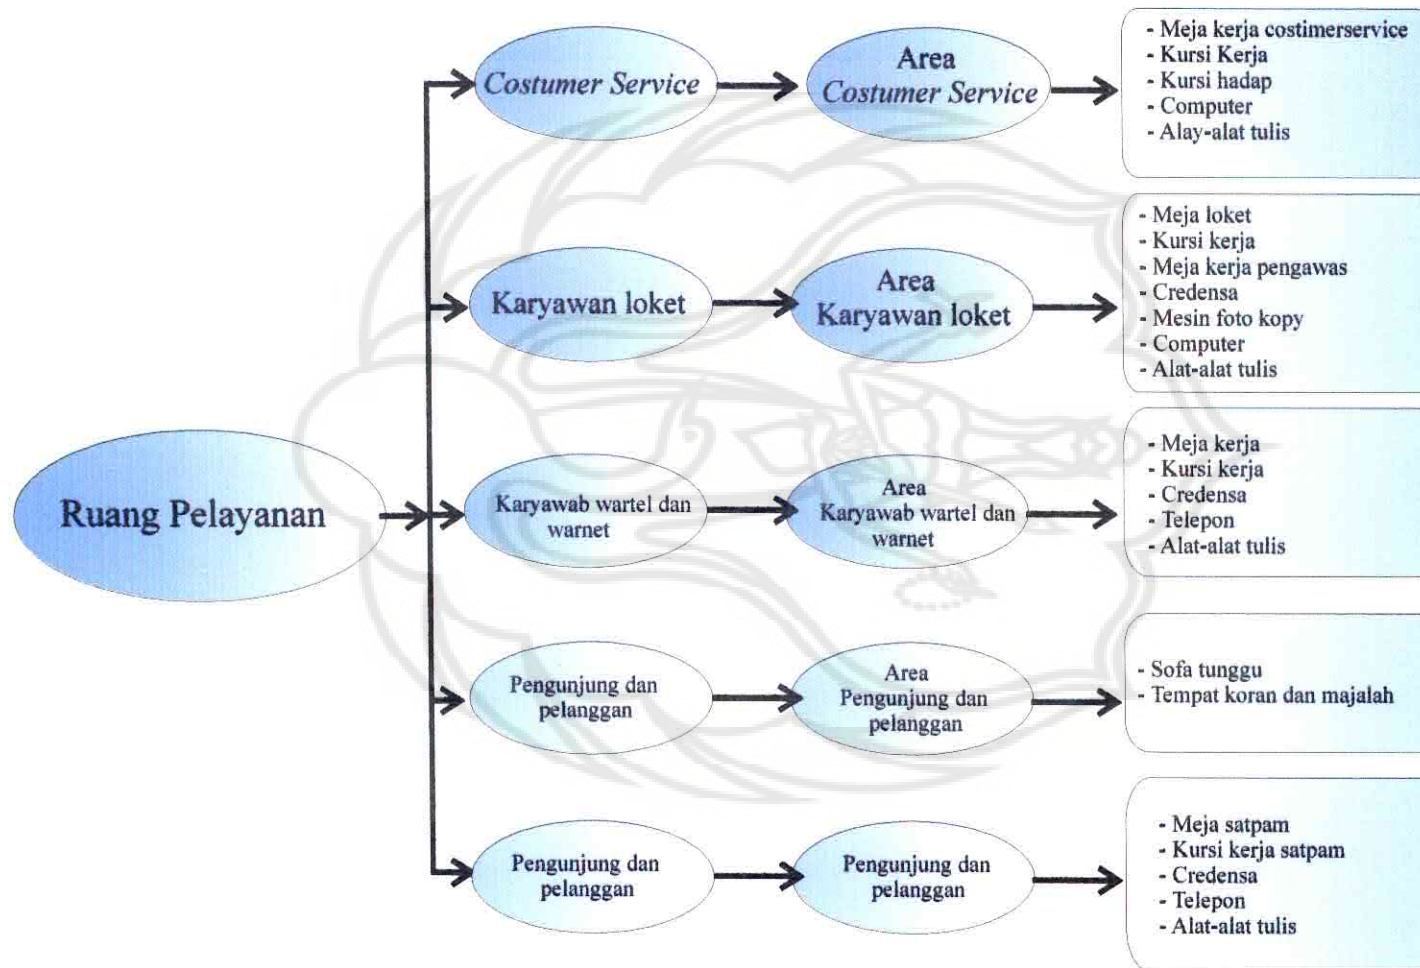 Ruang Pelayanan
Costumer Service
Area
Costumer Service
- Meja kerja costimerservice
- Kursi Kerja
- Kursi hadap
- Computer
- Alay-alat tulis
Karyawan loket
Area
Karyawan loket
- Meja loket
- Kursi kerja
- Meja kerja pengawas
- Credensa
- Mesin foto kopy
- Computer
- Alat-alat tulis
Karyawab wartel dan
warnet
Area
Karyawab wartel dan
warnet
- Meja kerja
- Kursi kerja
- Credensa
- Telepon
- Alat-alat tulis
Pengunjung dan
pelanggan
Area
Pengunjung dan
pelanggan
- Sofa tunggu
- Tempat koran dan majalah
Pengunjung dan
pelanggan
Pengunjung dan
pelanggan
- Meja satpam
- Kursi kerja satpam
- Credensa
- Telepon
- Alat-alat tulis